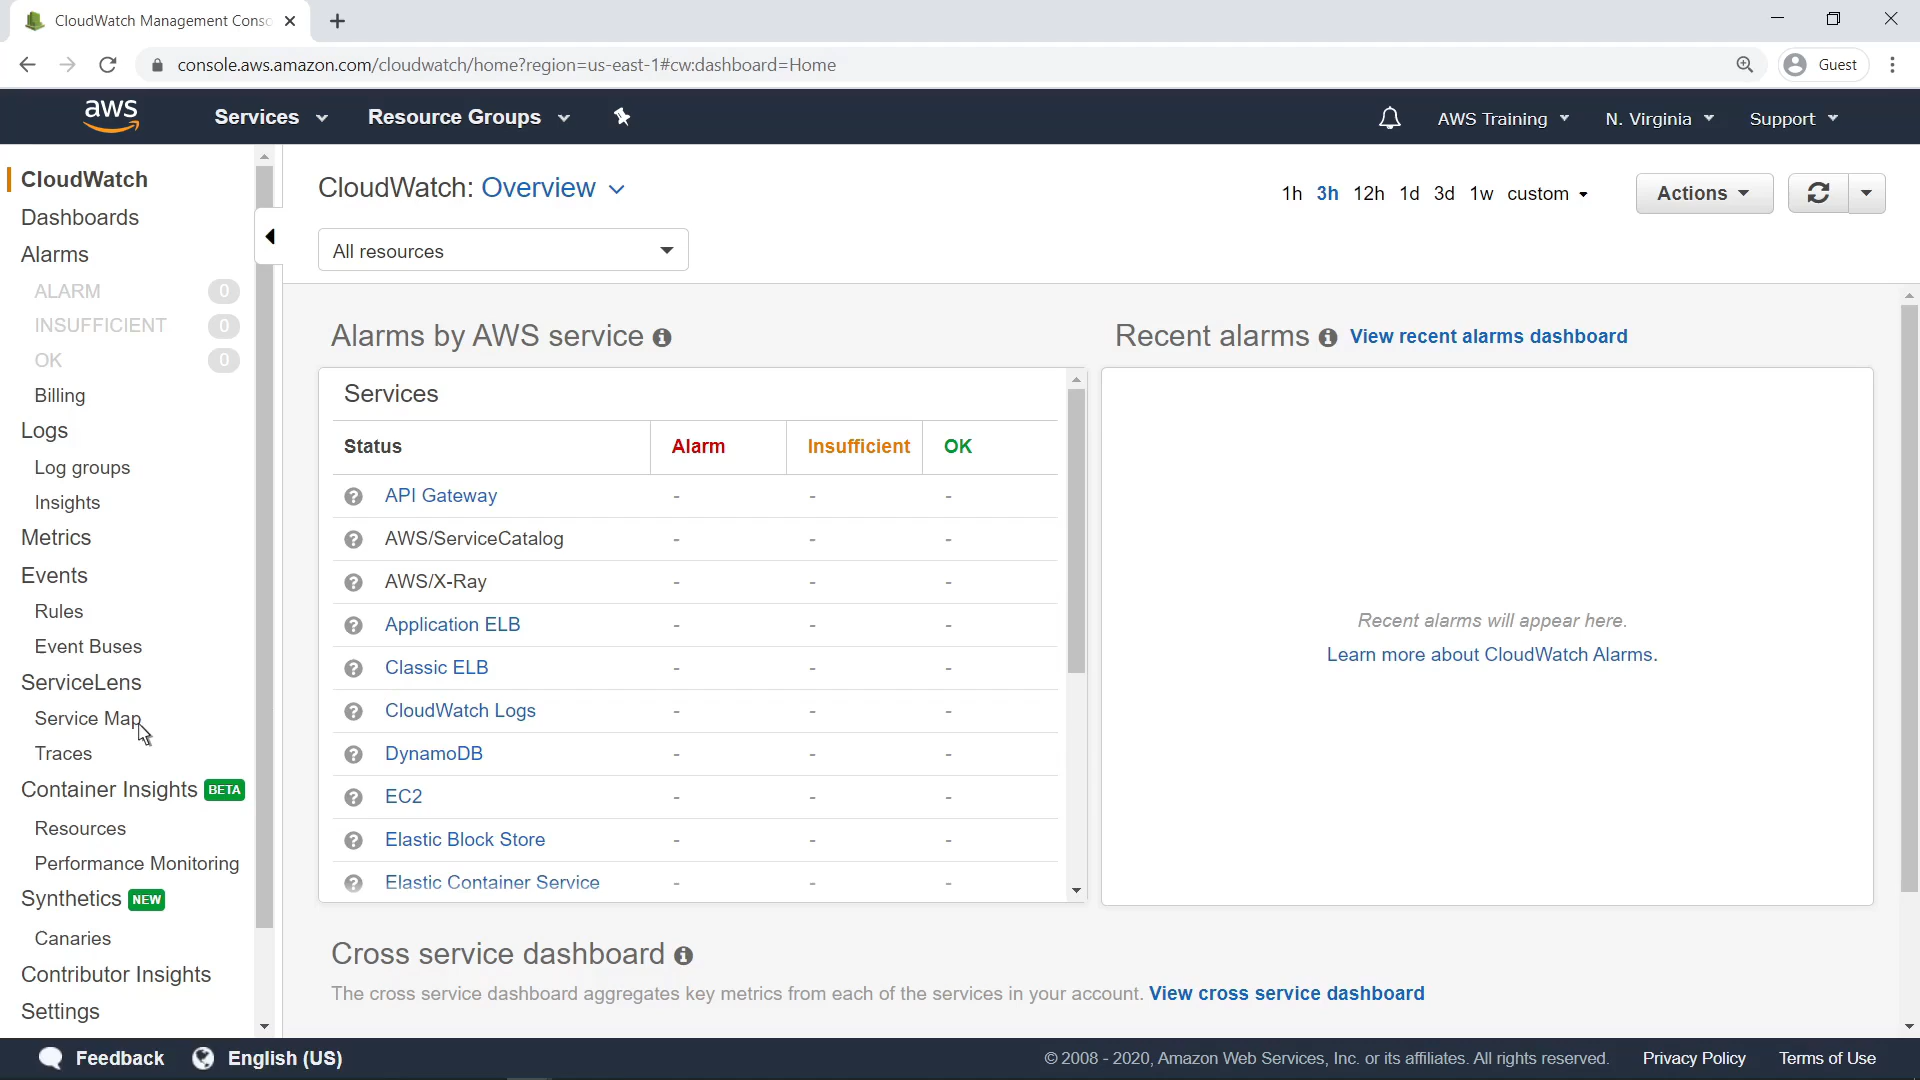 CloudWatch Management Conso
console.aws.amazon.com/cloudwatch/home?region=us-east-1#cw:dashboard=Home
Guest
aws
Services
Resource Groups
AWS Training
N. Virginia
Support
CloudWatch
Dashboards
Alarms
ALARM 0
INSUFFICIENT 0
OK 0
Billing
Logs
Log groups
Insights
Metrics
Events
Rules
Event Buses
ServiceLens
Service Map
Traces
Container Insights BETA
Resources
Performance Monitoring
Synthetics NEW
Canaries
Contributor Insights
Settings
CloudWatch: Overview
1h 3h 12h 1d 3d 1w custom
Actions
All resources
Alarms by AWS service
Services
Status Alarm Insufficient OK
API Gateway - - -
AWS/ServiceCatalog - - -
AWS/X-Ray - - -
Application ELB - - -
Classic ELB - - -
CloudWatch Logs - - -
DynamoDB - - -
EC2 - - -
Elastic Block Store - - -
Elastic Container Service - - -
Recent alarms View recent alarms dashboard
Recent alarms will appear here.
Learn more about CloudWatch Alarms.
Cross service dashboard
The cross service dashboard aggregates key metrics from each of the services in your account. View cross service dashboard
Feedback
English (US)
© 2008 - 2020, Amazon Web Services, Inc. or its affiliates. All rights reserved.
Privacy Policy
Terms of Use